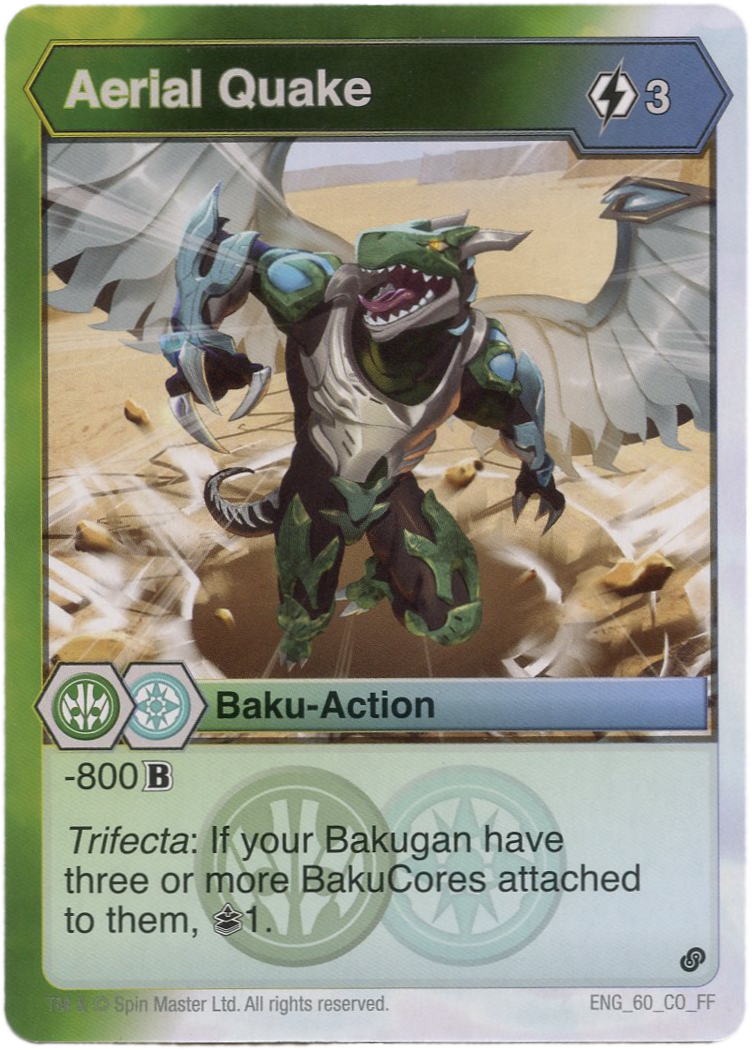 Aerial Quake
3
Baku-Action
-800 B
Trifecta: If your Bakugan have
three or more BakuCores attached
to them, 1.
TM & © Spin Master Ltd. All rights reserved.
ENG_60_CO_FF